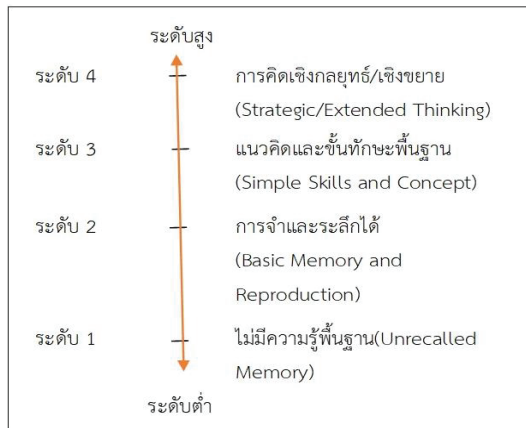 ระดับสูง
ระดับ 4 การคิดเชิงกลยุทธ์/เชิงขยาย
(Strategic/Extended Thinking)
ระดับ 3 แนวคิดและขั้นทักษะพื้นฐาน
(Simple Skills and Concept)
ระดับ 2 การจำและระลึกได้
(Basic Memory and
Reproduction)
ระดับ 1 ไม่มีความรู้พื้นฐาน(Unrecalled
Memory)
ระดับต่ำ